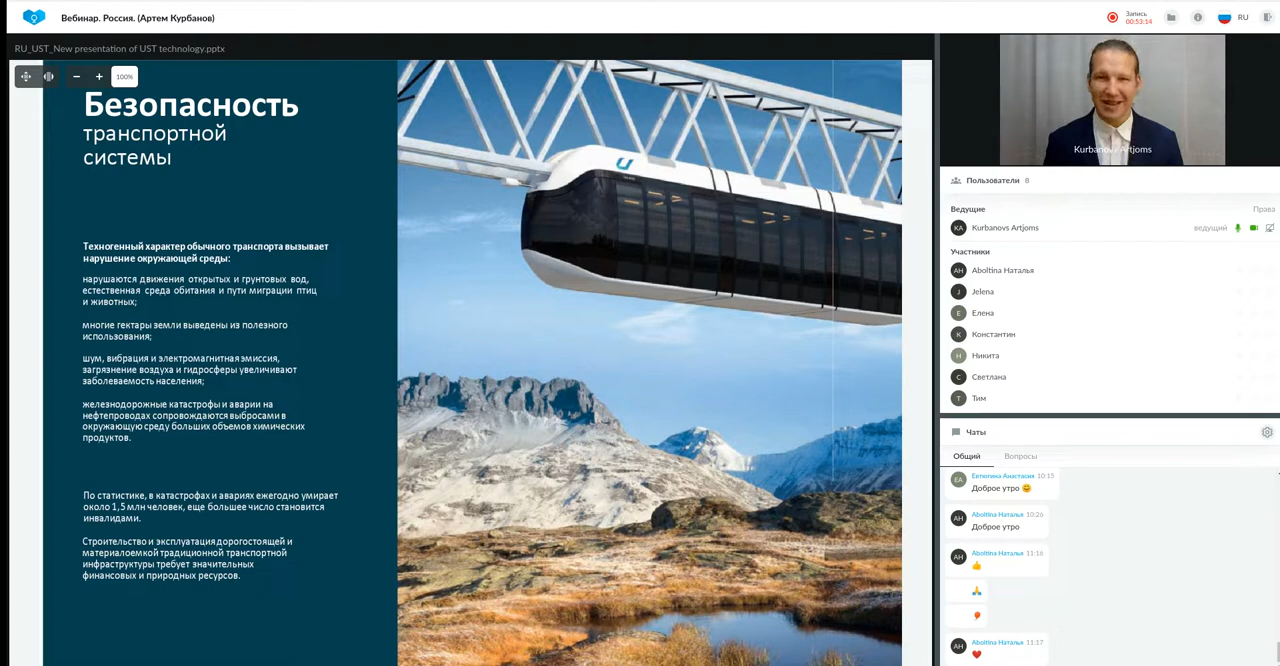 Вебинар. Россия. (Артем Курбанов)
Запись
00:53:14
RU
RU_UST_New presentation of UST technology.pptx
100%
Безопасность
транспортной
системы
Техногенный характер обычного транспорта вызывает
нарушение окружающей среды:
нарушаются движения открытых и грунтовых вод,
естественная среда обитания и пути миграции птиц
и животных;
многие гектары земли выведены из полезного
использования;
шум, вибрация и электромагнитная эмиссия,
загрязнение воздуха и гидросферы увеличивают
заболеваемость населения;
железнодорожные катастрофы и аварии на
нефтепроводах сопровождаются выбросами в
окружающую среду больших объемов химических
продуктов.
По статистике, в катастрофах и авариях ежегодно умирает
около 1,5 млн человек, еще большее число становится
инвалидами.
Строительство и эксплуатация дорогостоящей и
материалоемкой традиционной транспортной
инфраструктуры требует значительных
финансовых и природных ресурсов.
Kurbanovs Artjoms
Пользователи 8
Ведущие Права
KA Kurbanovs Artjoms ведущий
Участники
АН Aboltina Наталья
J Jelena
Е Елена
К Константин
Н Никита
С Светлана
Т Тим
Чаты
Общий Вопросы
ЕА Евтюгина Анастасия 10:15
Доброе утро 😊
АН Aboltina Наталья 10:26
Доброе утро
АН Aboltina Наталья 11:16
👍
🙏
🎈
АН Aboltina Наталья 11:17
❤️